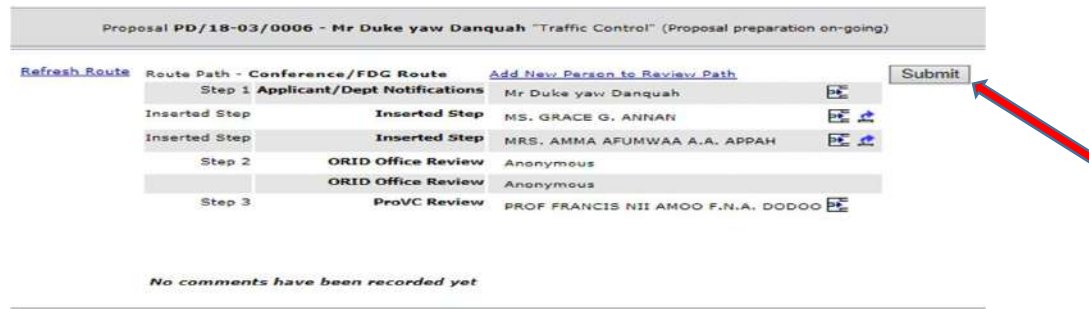 Proposal PD/18-03/0006 - Mr Duke yaw Danquah "Traffic Control" (Proposal preparation on-going)
Refresh Route Route Path - Conference/FDG Route Add New Person to Review Path Submit
Step 1 Applicant/Dept Notifications Mr Duke yaw Danquah
Inserted Step Inserted Step MS. GRACE G. ANNAN
Inserted Step Inserted Step MRS. AMMA AFUMWAA A.A. APPAH
Step 2 ORID Office Review Anonymous
ORID Office Review Anonymous
Step 3 ProVC Review PROF FRANCIS NII AMOO F.N.A. DODOO
No comments have been recorded yet